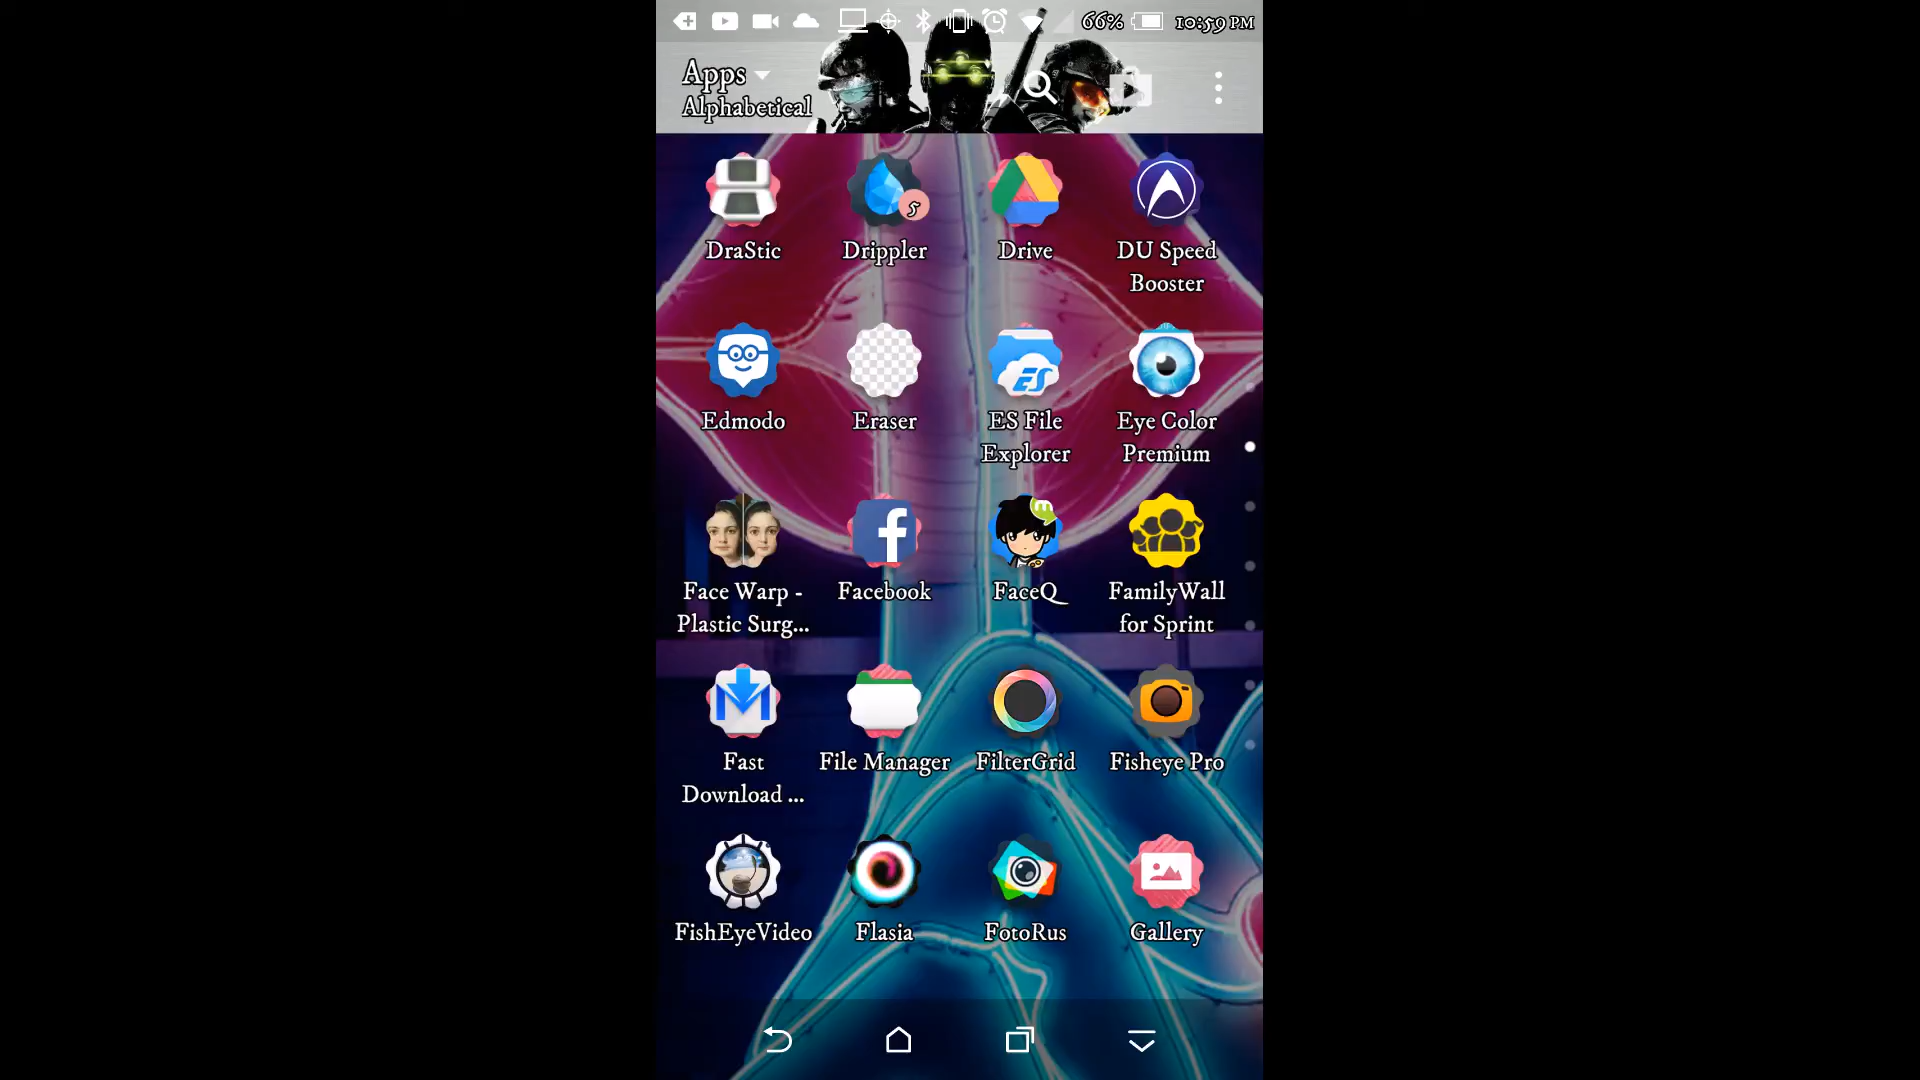 66% 10:59 PM
Apps
Alphabetical
DraStic
5
Drippler
Drive
DU Speed
Booster
Edmodo
Eraser
ES
ES File
Explorer
Eye Color
Premium
Face Warp -
Plastic Surg...
f
Facebook
m
FaceQ
FamilyWall
for Sprint
M
Fast
Download ...
File Manager
FilterGrid
Fisheye Pro
FishEyeVideo
Flasia
FotoRus
Gallery